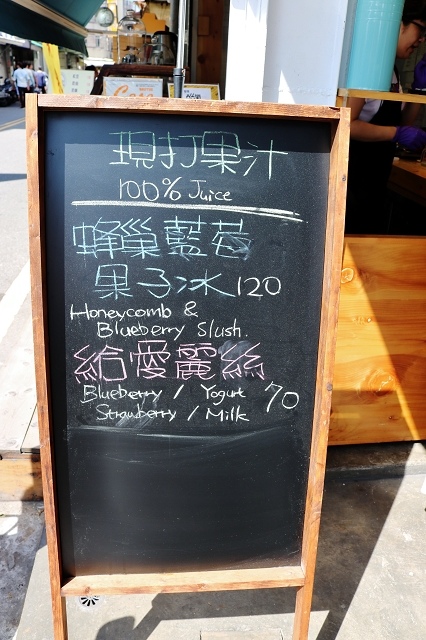 現打果汁
100% Juice
蜂巢藍莓
果子冰 120
Honeycomb &
Blueberry Slush.
給愛麗絲
Blueberry / Yogurt 70
Strawberry / Milk